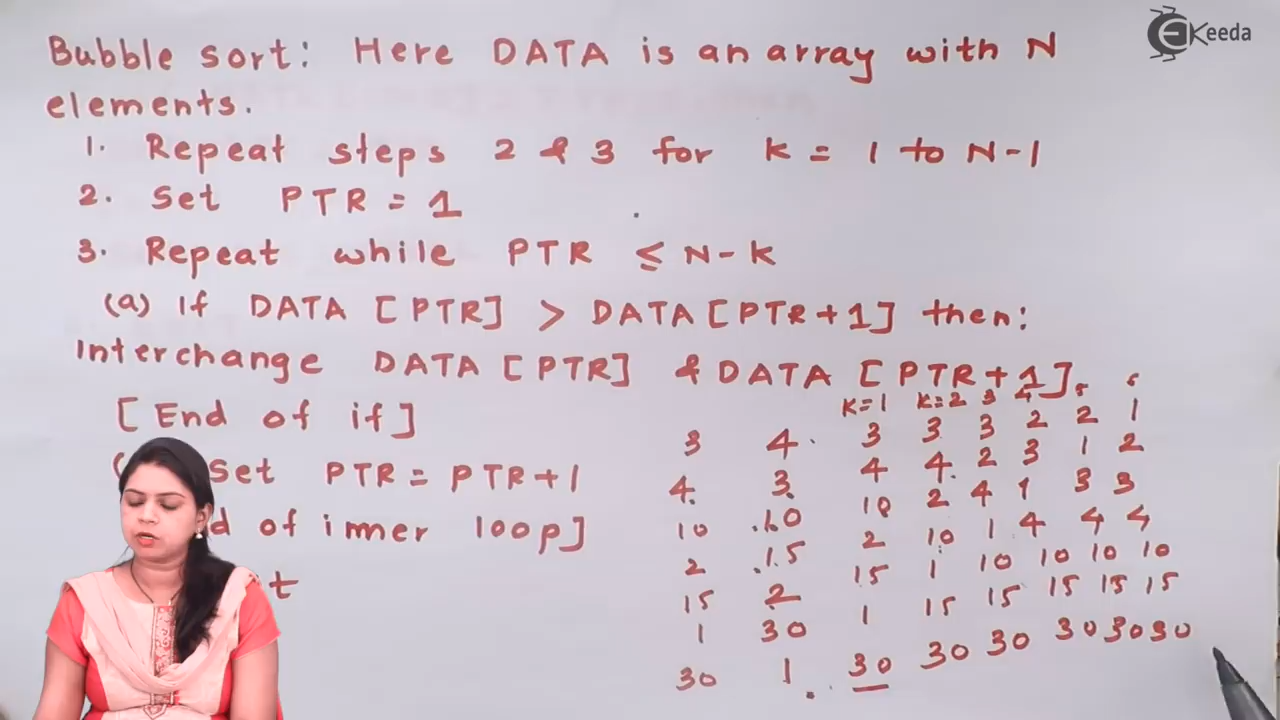 EKeeda
Bubble sort: Here DATA is an array with N
elements.
1. Repeat steps 2 & 3 for K = 1 to N-1
2. Set PTR = 1
3. Repeat while PTR ≤ N-K
(a) If DATA [PTR] > DATA [PTR+1] then:
Interchange DATA [PTR] & DATA [PTR+1].
[End of if]
Set PTR = PTR+1
of inner loop]
K=1 K=2 3 4 5 6
3 4 3 3 3 2 2 1
4 3 4 4 2 3 1 2
10 10 10 2 4 1 3 3
2 15 2 10 1 4 4 4
15 2 15 1 10 10 10 10
1 30 1 15 15 15 15 15
30 1 30 30 30 30 30 30